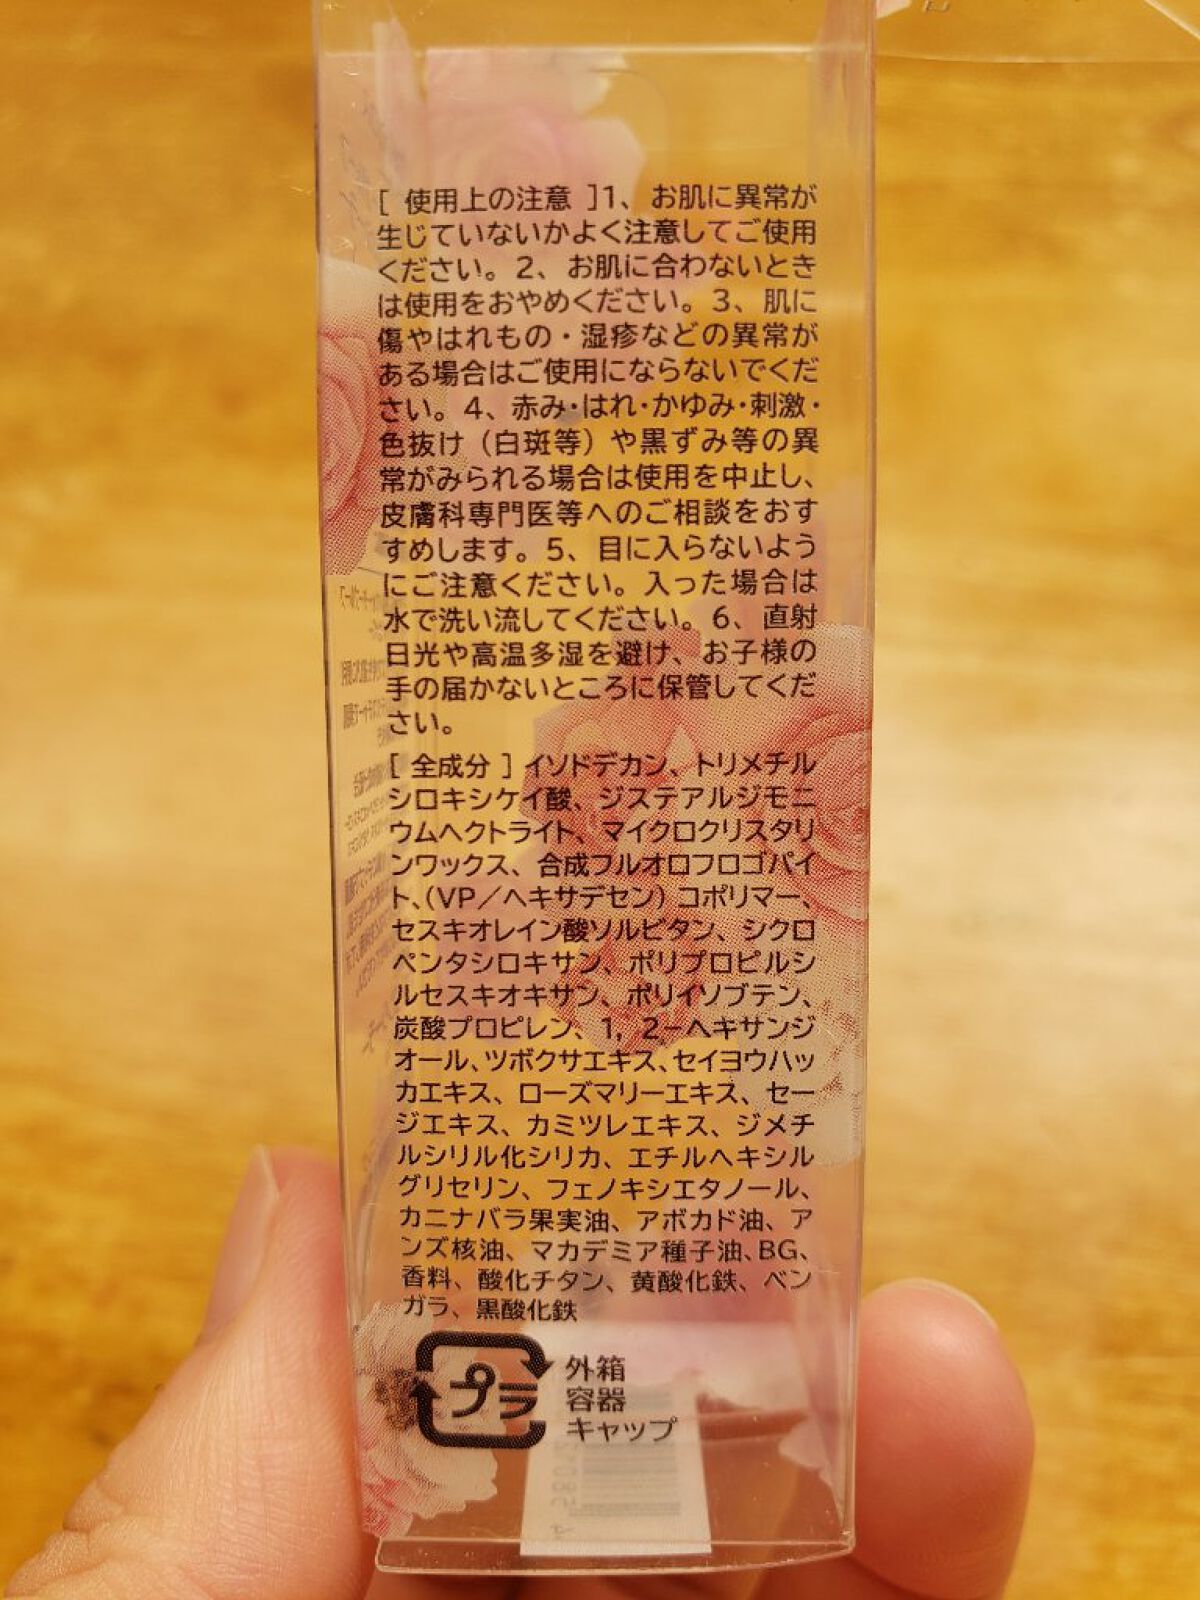 [ 使用上の注意 ]1、お肌に異常が
生じていないかよく注意してご使用
ください。2、お肌に合わないとき
は使用をおやめください。3、肌に
傷やはれもの・湿疹などの異常が
ある場合はご使用にならないでくだ
さい。4、赤み・はれ・かゆみ・刺激・
色抜け（白斑等）や黒ずみ等の異
常がみられる場合は使用を中止し、
皮膚科専門医等へのご相談をおす
すめします。5、目に入らないよう
にご注意ください。入った場合は
水で洗い流してください。6、直射
日光や高温多湿を避け、お子様の
手の届かないところに保管してくだ
さい。
[ 全成分 ] イソドデカン、トリメチル
シロキシケイ酸、ジステアルジモニ
ウムヘクトライト、マイクロクリスタリ
ンワックス、合成フルオロフロゴパイ
ト、（VP／ヘキサデセン）コポリマー、
セスキオレイン酸ソルビタン、シクロ
ペンタシロキサン、ポリプロピルシ
ルセスキオキサン、ポリイソブテン、
炭酸プロピレン、1，2－ヘキサンジ
オール、ツボクサエキス、セイヨウハッ
カエキス、ローズマリーエキス、セー
ジエキス、カミツレエキス、ジメチ
ルシリル化シリカ、エチルヘキシル
グリセリン、フェノキシエタノール、
カニナバラ果実油、アボカド油、ア
ンズ核油、マカデミア種子油、BG、
香料、酸化チタン、黄酸化鉄、ベン
ガラ、黒酸化鉄
プラ
外箱
容器
キャップ